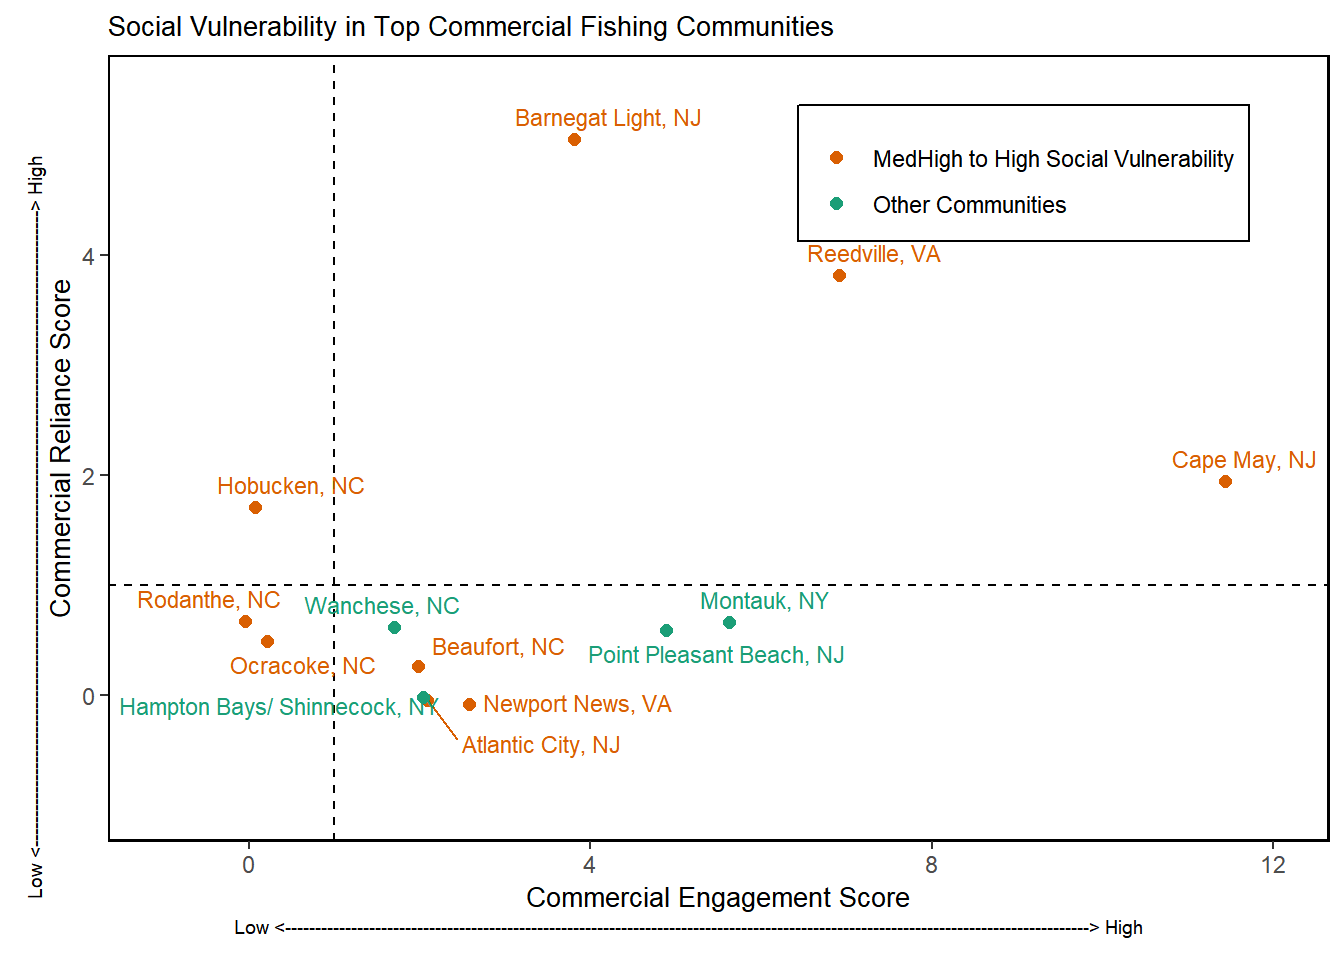 Social Vulnerability in Top Commercial Fishing Communities
Barnegat Light, NJ
MedHigh to High Social Vulnerability
Other Communities
Reedville, VA
Cape May, NJ
Hobucken, NC
Rodanthe, NC
Wanchese, NC
Montauk, NY
Beaufort, NC
Point Pleasant Beach, NJ
Ocracoke, NC
Hampton Bays/ Shinnecock, NY
Newport News, VA
Atlantic City, NJ
4
2
0
Commercial Reliance Score
Low <----------------------------------------------------------------------------------------------------------> High
0
4
8
12
Commercial Engagement Score
Low <--------------------------------------------------------------------------------------------------------------------------------------> High